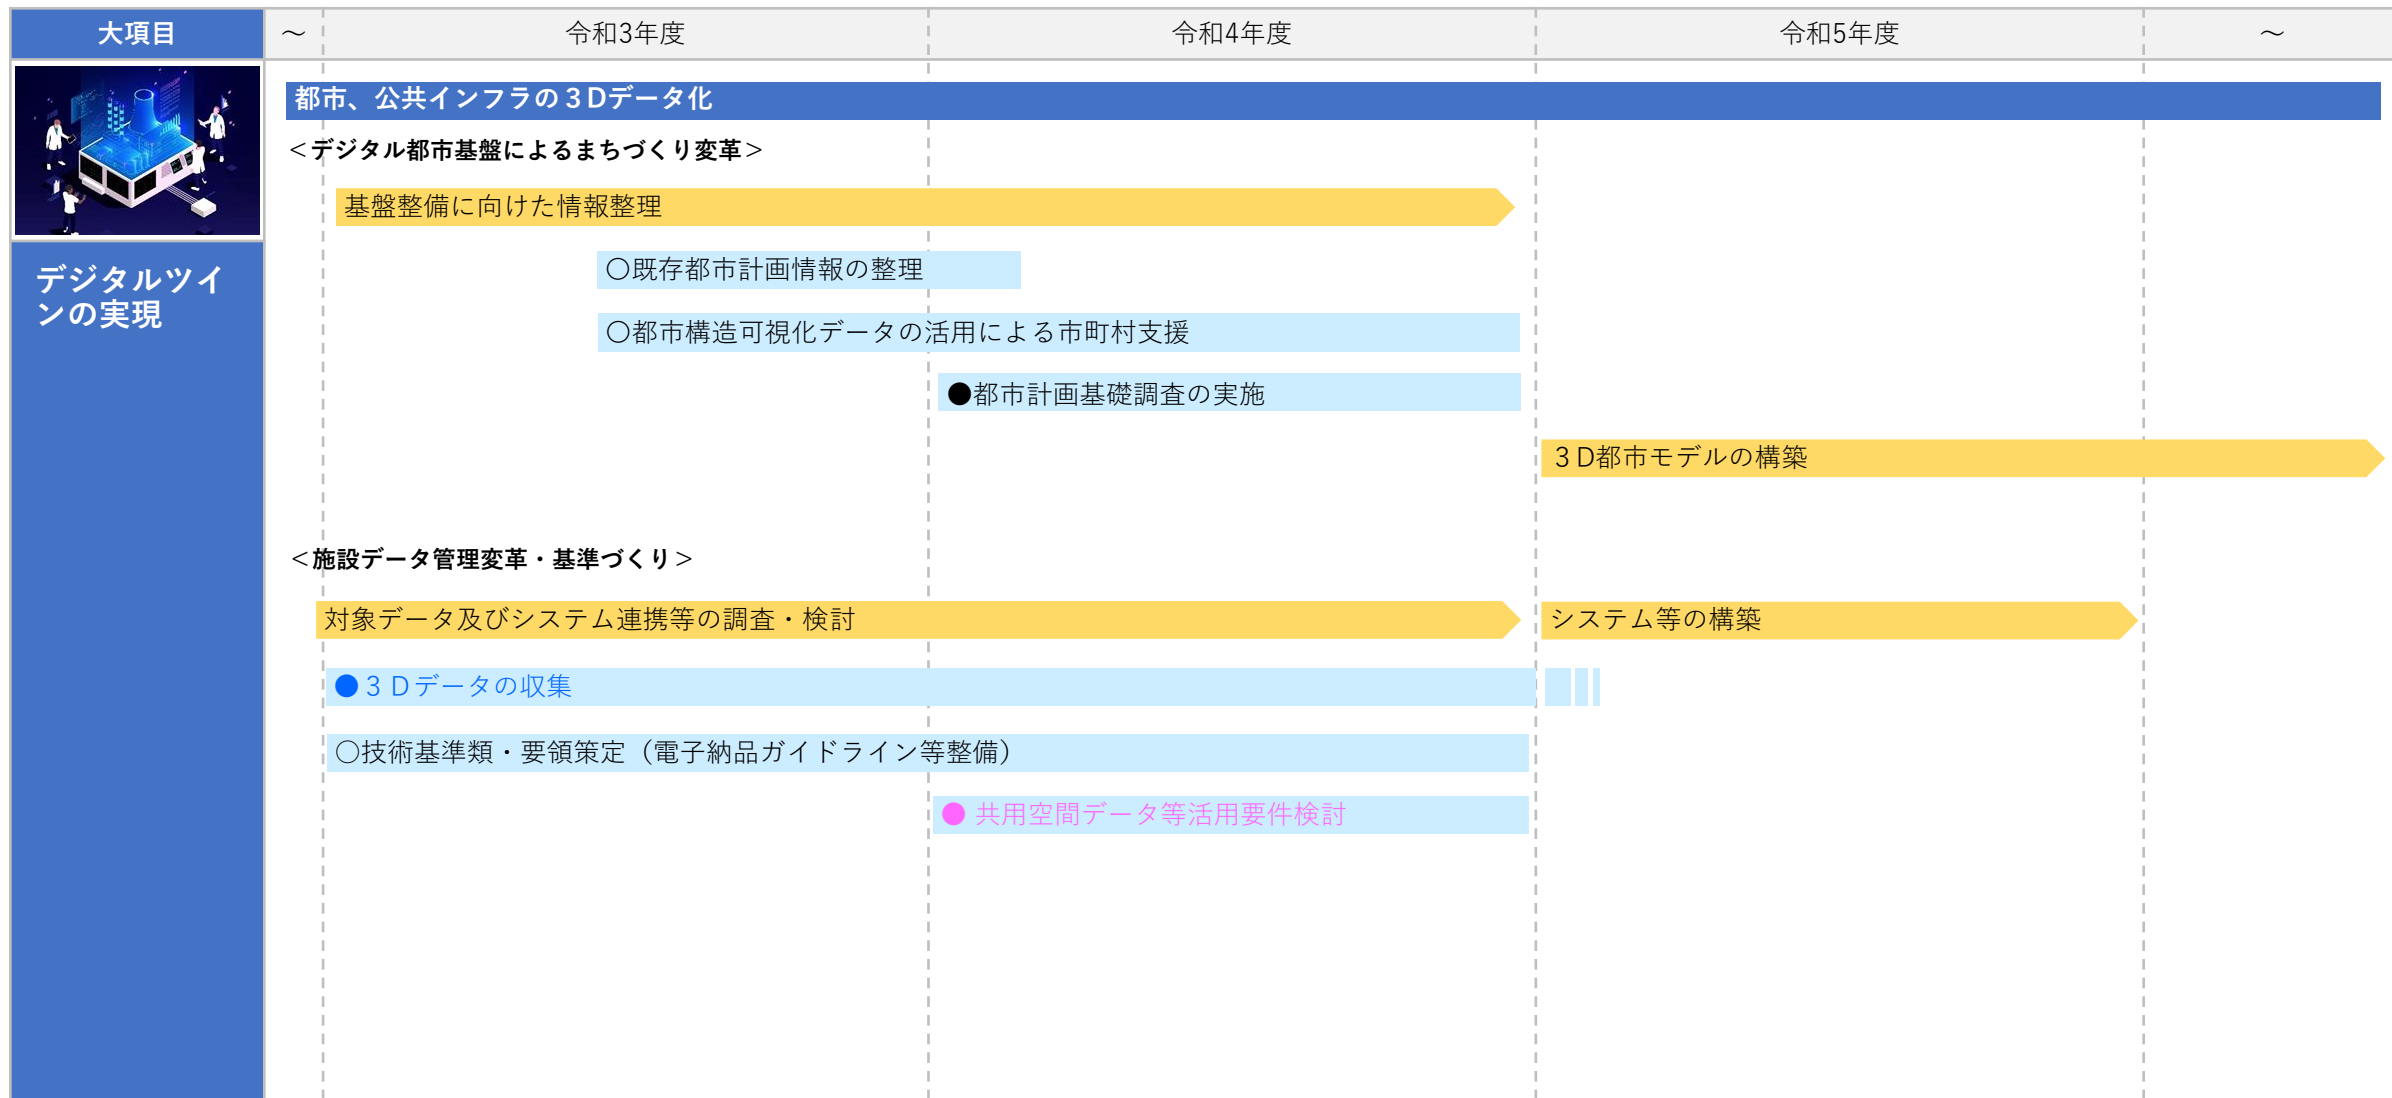 大項目
～
令和3年度
令和4年度
令和5年度
～
都市、公共インフラの３Dデータ化
＜デジタル都市基盤によるまちづくり変革＞
基盤整備に向けた情報整理
〇既存都市計画情報の整理
デジタルツイ
ンの実現
〇都市構造可視化データの活用による市町村支援
●都市計画基礎調査の実施
３D都市モデルの構築
＜施設データ管理変革・基準づくり＞
対象データ及びシステム連携等の調査・検討
システム等の構築
●３Ｄデータの収集
○技術基準類・要領策定（電子納品ガイドライン等整備）
● 共用空間データ等活用要件検討